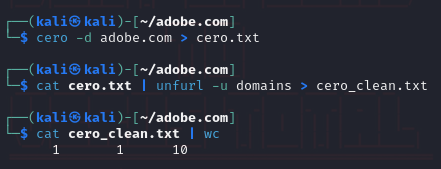 ┌──(kali㉿kali)-[~/adobe.com]
└─$ cero -d adobe.com > cero.txt
┌──(kali㉿kali)-[~/adobe.com]
└─$ cat cero.txt | unfurl -u domains > cero_clean.txt
┌──(kali㉿kali)-[~/adobe.com]
└─$ cat cero_clean.txt | wc
1 1 10